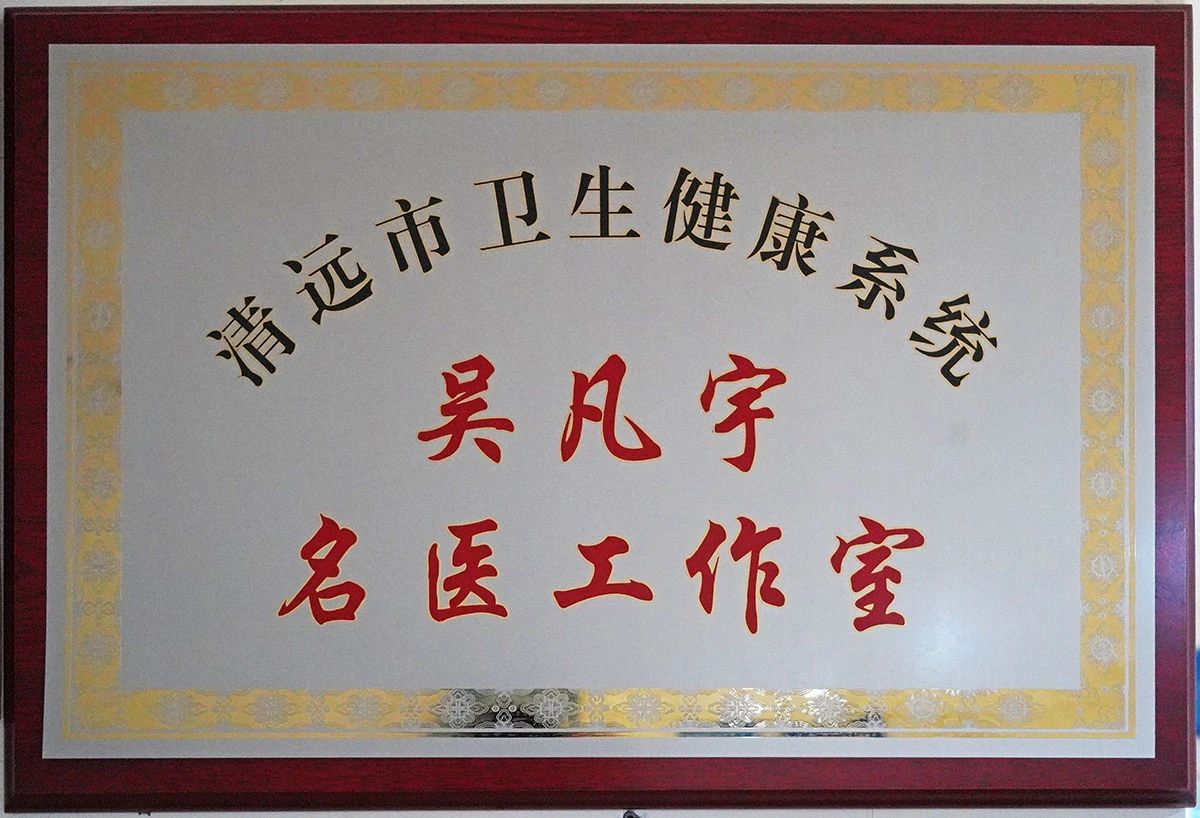 清远市卫生健康系统
吴凡宇
名医工作室